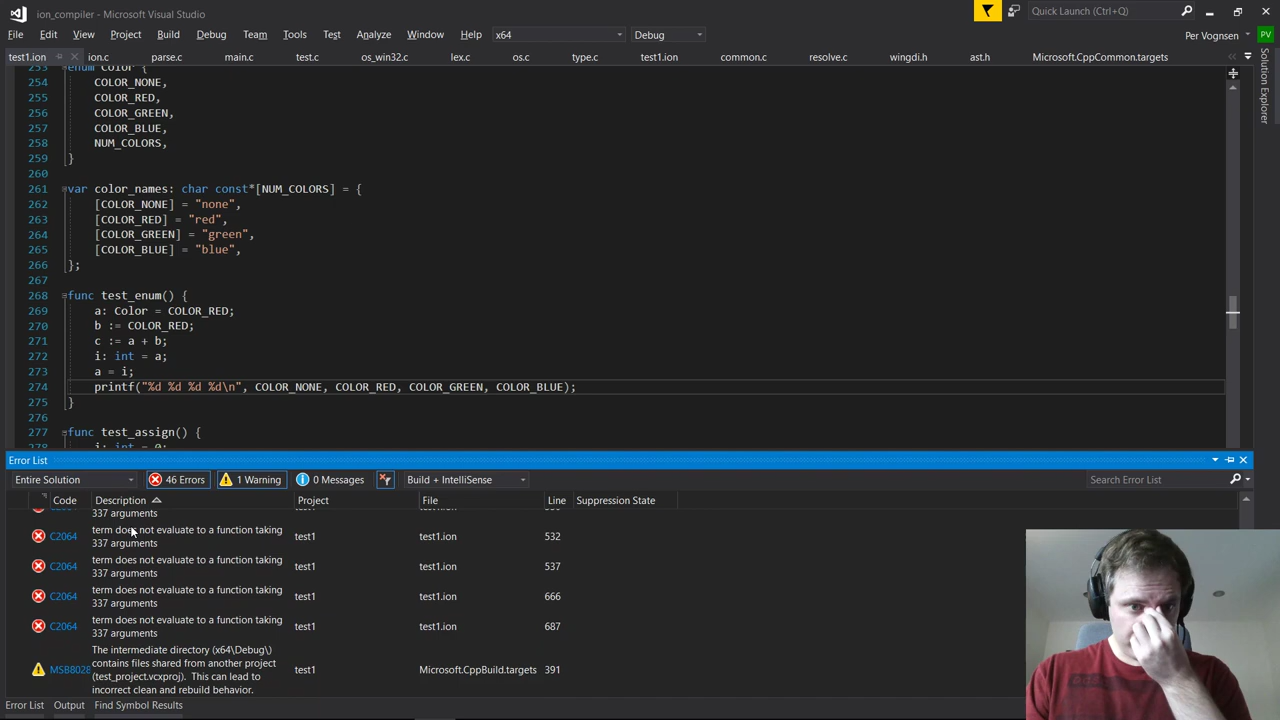 ion_compiler - Microsoft Visual Studio
Quick Launch (Ctrl+Q)
File Edit View Project Build Debug Team Tools Test Analyze Window Help x64 Debug
Per Vognsen PV
test1.ion ion.c parse.c main.c test.c os_win32.c lex.c os.c type.c test1.ion common.c resolve.c wingdi.h ast.h Microsoft.CppCommon.targets
Solution Explorer
253 enum Color {
254 COLOR_NONE,
255 COLOR_RED,
256 COLOR_GREEN,
257 COLOR_BLUE,
258 NUM_COLORS,
259 }
260
261 var color_names: char const*[NUM_COLORS] = {
262 [COLOR_NONE] = "none",
263 [COLOR_RED] = "red",
264 [COLOR_GREEN] = "green",
265 [COLOR_BLUE] = "blue",
266 };
267
268 func test_enum() {
269 a: Color = COLOR_RED;
270 b := COLOR_RED;
271 c := a + b;
272 i: int = a;
273 a = i;
274 printf("%d %d %d %d\n", COLOR_NONE, COLOR_RED, COLOR_GREEN, COLOR_BLUE);
275 }
276
277 func test_assign() {
278 i: int = 0;
Error List
Entire Solution 46 Errors 1 Warning 0 Messages Build + IntelliSense Search Error List
Code Description Project File Line Suppression State
337 arguments
C2064 term does not evaluate to a function taking 337 arguments test1 test1.ion 532
C2064 term does not evaluate to a function taking 337 arguments test1 test1.ion 537
C2064 term does not evaluate to a function taking 337 arguments test1 test1.ion 666
C2064 term does not evaluate to a function taking 337 arguments test1 test1.ion 687
MSB8028 The intermediate directory (x64\Debug\) contains files shared from another project (test_project.vcxproj). This can lead to incorrect clean and rebuild behavior. test1 Microsoft.CppBuild.targets 391
Error List Output Find Symbol Results